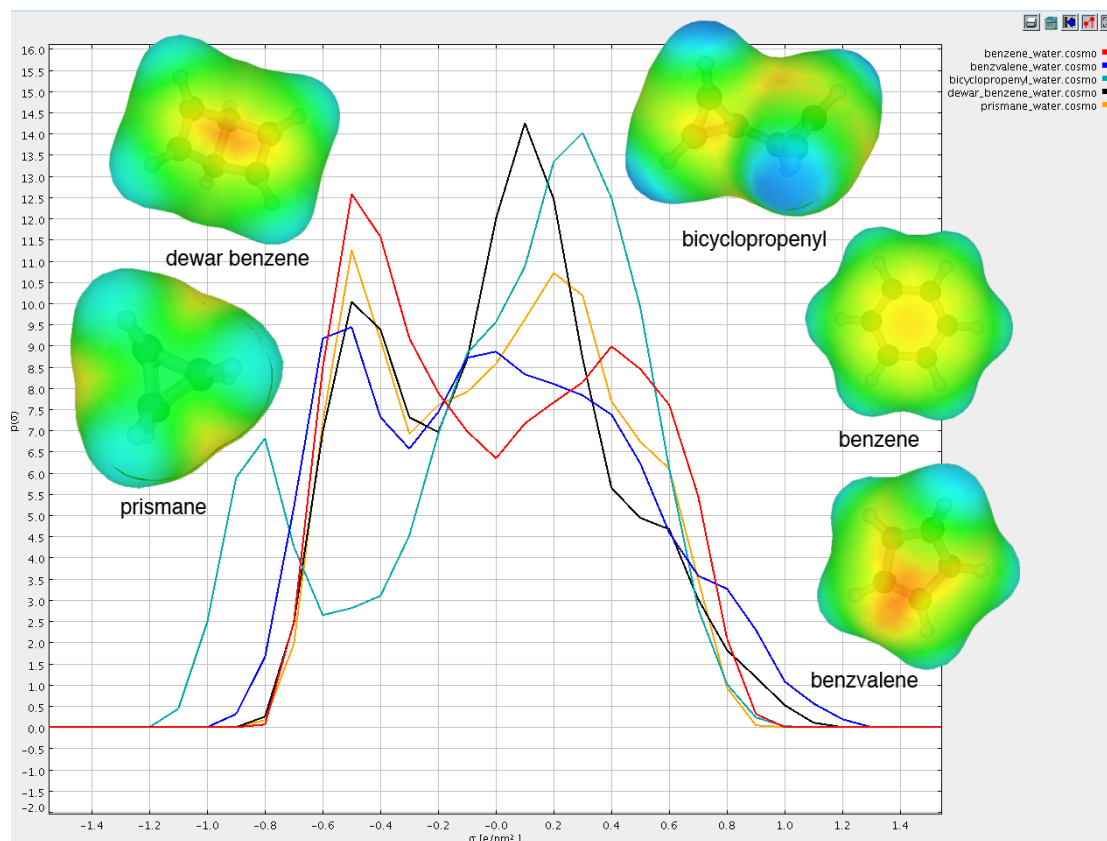 benzene_water.cosmo
benzvalene_water.cosmo
bicyclopropenyl_water.cosmo
dewar_benzene_water.cosmo
prismane_water.cosmo
16.0
15.5
15.0
14.5
14.0
13.5
13.0
12.5
12.0
11.5
11.0
10.5
10.0
9.5
9.0
8.5
8.0
7.5
7.0
6.5
6.0
5.5
5.0
4.5
4.0
3.5
3.0
2.5
2.0
1.5
1.0
0.5
0.0
−0.5
−1.0
−1.5
−2.0
p(σ)
dewar benzene
bicyclopropenyl
prismane
benzene
benzvalene
−1.4 −1.2 −1.0 −0.8 −0.6 −0.4 −0.2 −0.0 0.2 0.4 0.6 0.8 1.0 1.2 1.4
σ [e/nm²]